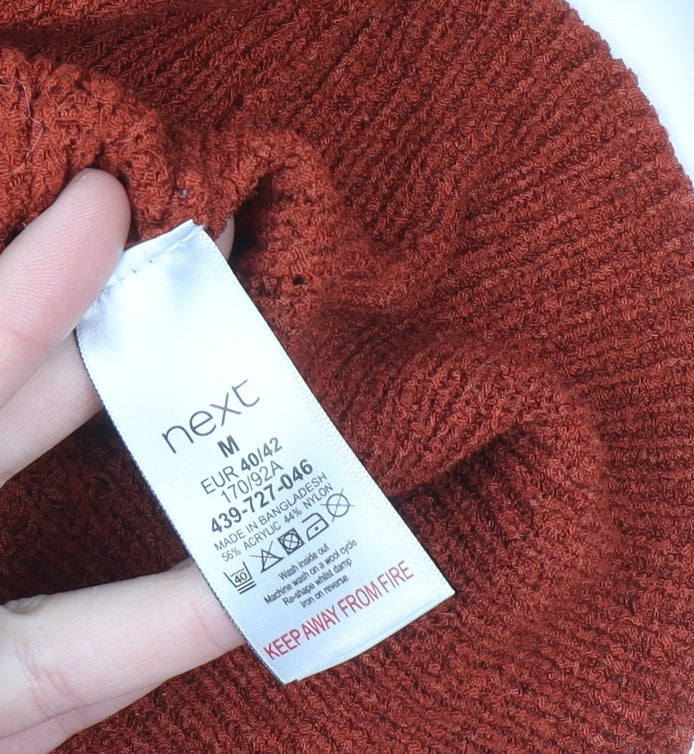 next
M
EUR 40/42
170/92A
439-727-046
MADE IN BANGLADESH
56% ACRYLIC 44% NYLON
40
Wash inside out
Machine wash on a wool cycle
Re-shape whilst damp
Iron on reverse
KEEP AWAY FROM FIRE